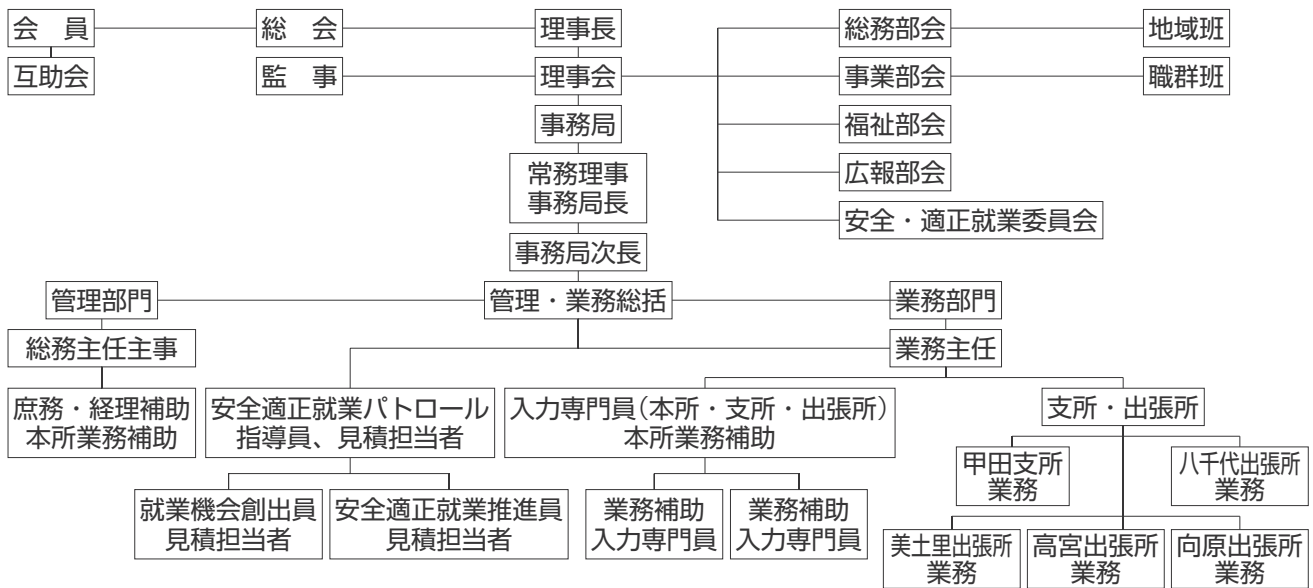 会　員
総　会
理事長
総務部会
地域班
互助会
監　事
理事会
事業部会
職群班
事務局
福祉部会
常務理事
事務局長
広報部会
安全・適正就業委員会
事務局次長
管理部門
管理・業務総括
業務部門
総務主任主事
業務主任
庶務・経理補助
本所業務補助
安全適正就業パトロール
指導員、見積担当者
入力専門員(本所・支所・出張所)
本所業務補助
支所・出張所
甲田支所
業務
八千代出張所
業務
就業機会創出員
見積担当者
安全適正就業推進員
見積担当者
業務補助
入力専門員
業務補助
入力専門員
美土里出張所
業務
高宮出張所
業務
向原出張所
業務